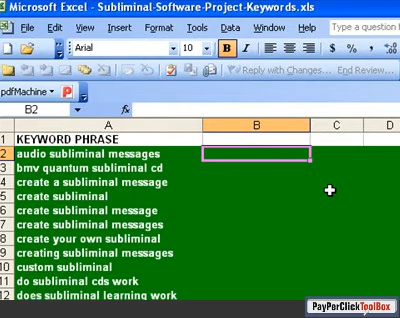 Microsoft Excel - Subliminal-Software-Project-Keywords.xls
File Edit View Insert Format Tools Data Window Help Type a question
Arial 10 B I U $ %
Reply with Changes... End Review...
pdfMachine
B2 fx
A B C D
1 KEYWORD PHRASE
2 audio subliminal messages
3 bmv quantum subliminal cd
4 create a subliminal message
5 create subliminal
6 create subliminal message
7 create subliminal messages
8 create your own subliminal
9 creating subliminal messages
10 custom subliminal
11 do subliminal cds work
12 does subliminal learning work
PayPerClickToolBox